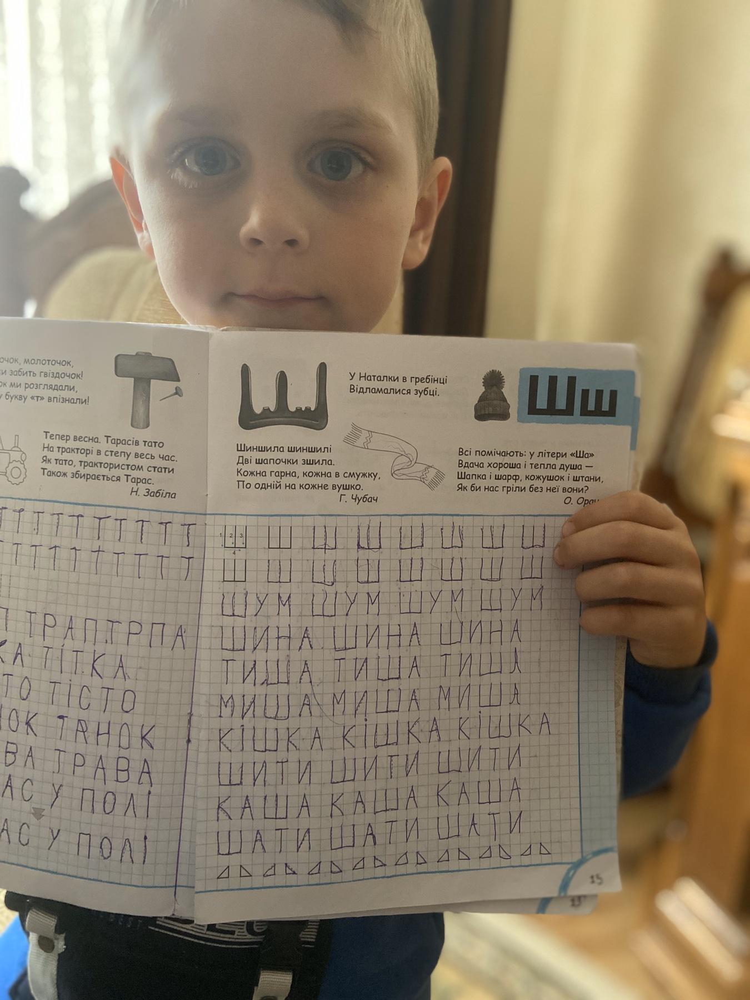 очок, молоточок,
и забить гвіздочок!
ок ми розглядали,
у букву «т» впізнали!
Тепер весна. Тарасів тато
На тракторі в степу весь час.
Як тато, трактористом стати
Також збирається Тарас.
Н. Забіла
Т Т Т Т Т Т Т Т Т Т
Т Т Т Т Т Т Т Т Т Т
П ТРАП.ТРПА
КА ТІТКА
ТО ТІСТО
НОК ТАНОК
ВА ТРАВА
АС У ПОЛІ
АС У ПОЛІ
У Наталки в гребінці
Відламалися зубці.
Шш
Шиншила шиншилі
Дві шапочки зшила.
Кожна гарна, кожна в смужку,
По одній на кожне вушко.
Г. Чубач
Всі помічають: у літери «Ша»
Вдача хороша і тепла душа —
Шапка і шарф, кожушок і штани,
Як би нас гріли без неї вони?
О.
1 2 3
4
Ш Ш Ш Ш Ш Ш Ш Ш
Ш Ш Ш Ш Ш Ш Ш Ш
ШУМ ШУМ ШУМ ШУМ
ШИНА ШИНА ШИНА
ТИША ТИША ТИША
МИША МИША МИША
КІШКА КІШКА КІШКА
ШИТИ ШИТИ ШИТИ
КАША КАША КАША
ШАТИ ШАТИ ШАТИ
15
13
BEST